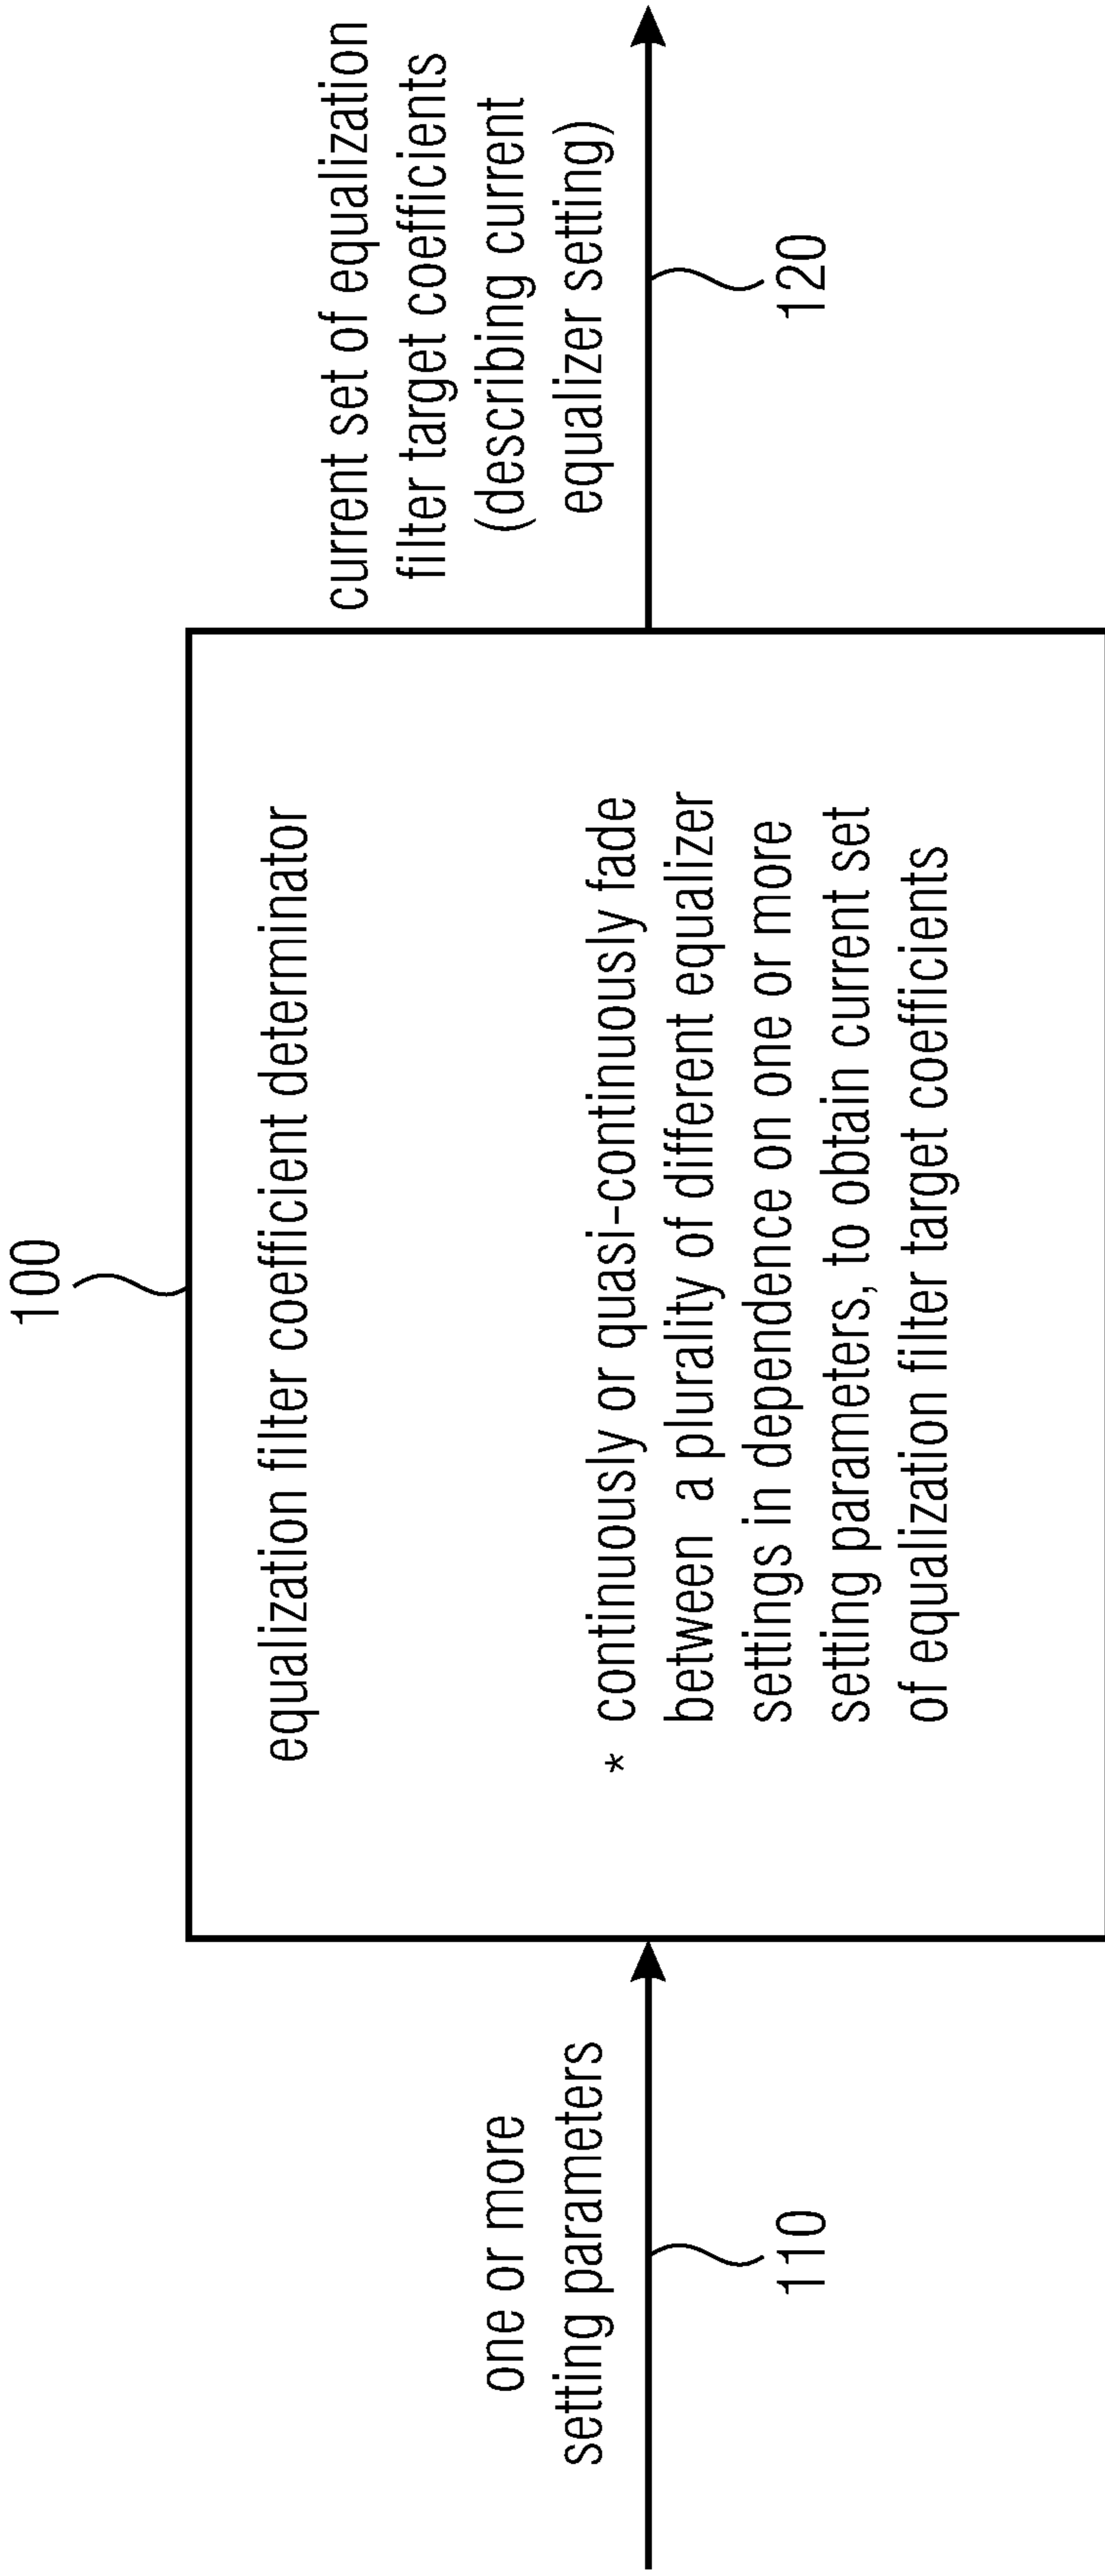 100
equalization filter coefficient determinator
* continuously or quasi-continuously fade
between a plurality of different equalizer
settings in dependence on one or more
setting parameters, to obtain current set
of equalization filter target coefficients
one or more
setting parameters
110
current set of equalization
filter target coefficients
(describing current
equalizer setting)
120